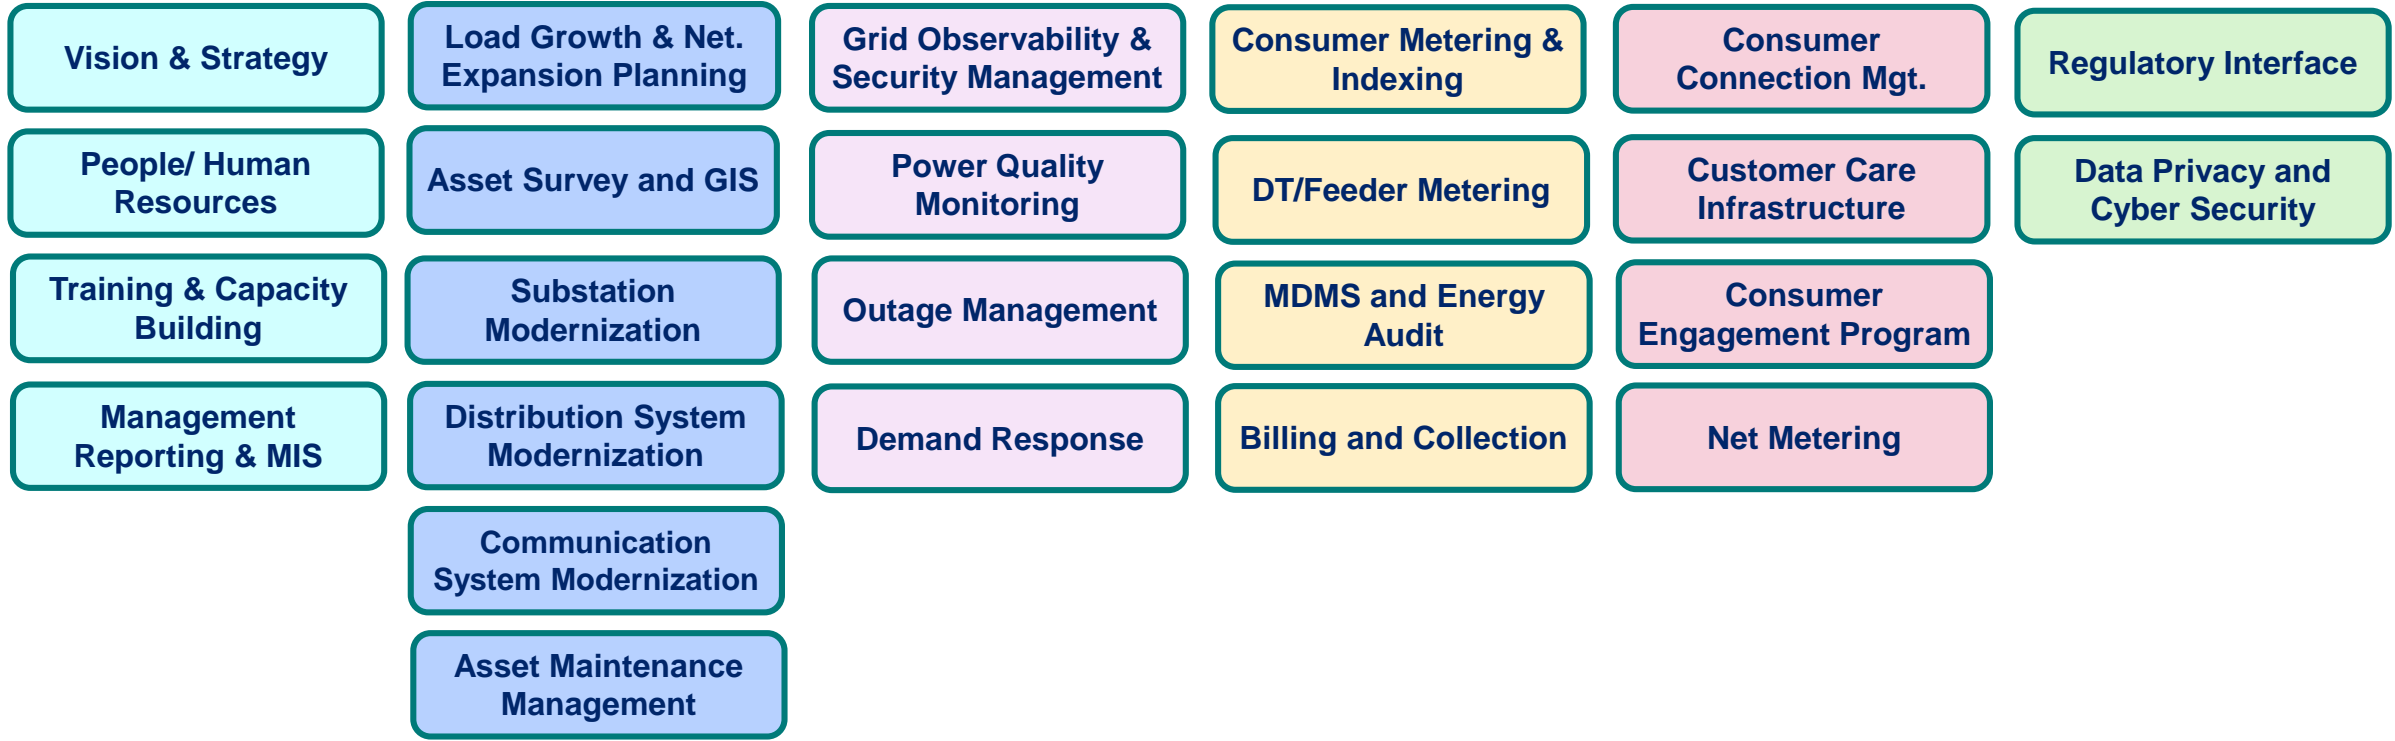 Vision & Strategy
People/ Human
Resources
Training & Capacity
Building
Management
Reporting & MIS
Load Growth & Net.
Expansion Planning
Asset Survey and GIS
Substation
Modernization
Distribution System
Modernization
Communication
System Modernization
Asset Maintenance
Management
Grid Observability &
Security Management
Power Quality
Monitoring
Outage Management
Demand Response
Consumer Metering &
Indexing
DT/Feeder Metering
MDMS and Energy
Audit
Billing and Collection
Consumer
Connection Mgt.
Customer Care
Infrastructure
Consumer
Engagement Program
Net Metering
Regulatory Interface
Data Privacy and
Cyber Security